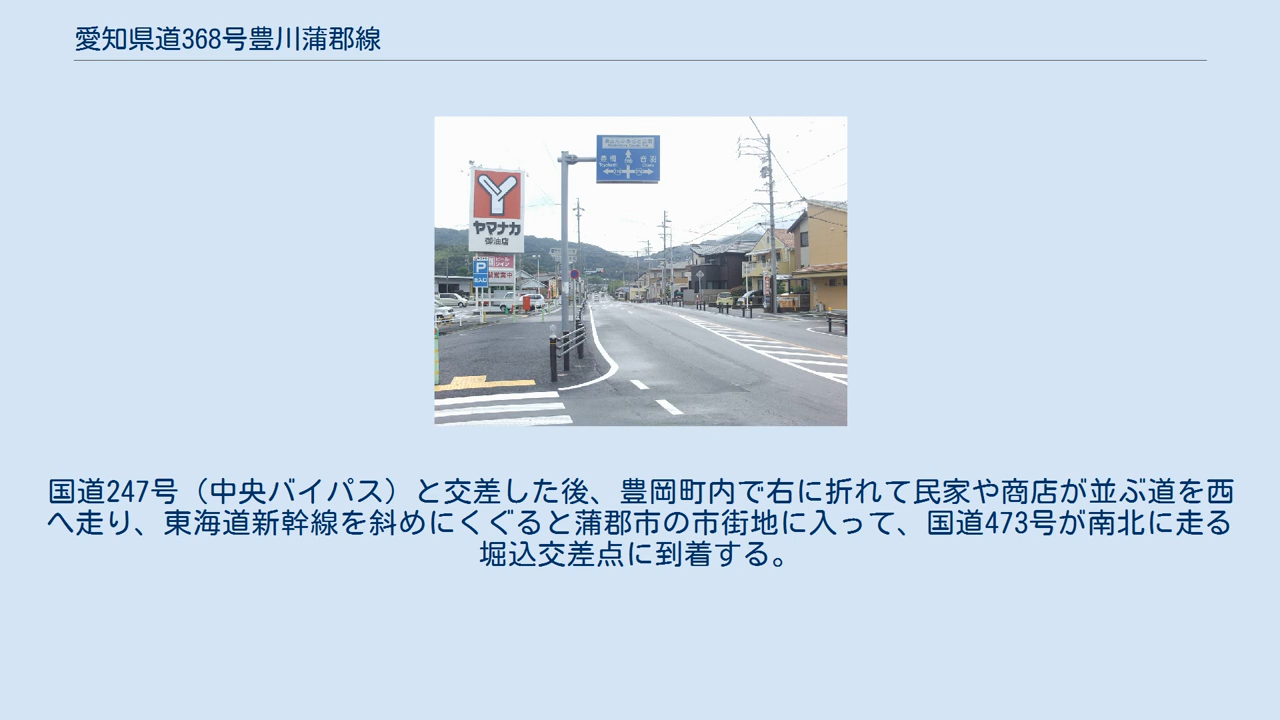 愛知県道368号豊川蒲郡線
ヤマナカ
御油店
P
出入口
国道247号（中央バイパス）と交差した後、豊岡町内で右に折れて民家や商店が並ぶ道を西
へ走り、東海道新幹線を斜めにくぐると蒲郡市の市街地に入って、国道473号が南北に走る
堀込交差点に到着する。